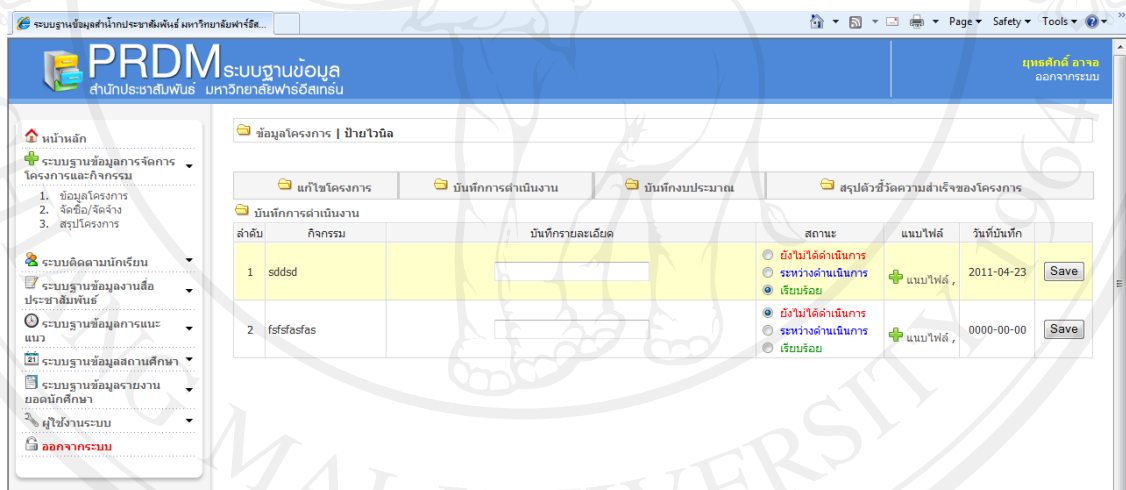 ระบบฐานข้อมูลสำนักประชาสัมพันธ์ มหาวิทยาลัยฟาร์อีส...
Page Safety Tools »
PRDM ระบบฐานข้อมูล
สำนักประชาสัมพันธ์ มหาวิทยาลัยฟาร์อีสเทิร์น
ยุทธศักดิ์ อาจอ
ออกจากระบบ
หน้าหลัก
ระบบฐานข้อมูลการจัดการ
โครงการและกิจกรรม
1. ข้อมูลโครงการ
2. จัดซื้อ/จัดจ้าง
3. สรุปโครงการ
ระบบติดตามนักเรียน
ระบบฐานข้อมูลงานสื่อ
ประชาสัมพันธ์
ระบบฐานข้อมูลการแนะ
แนว
21 ระบบฐานข้อมูลสถานศึกษา
ระบบฐานข้อมูลรายงาน
ยอดนักศึกษา
ผู้ใช้งานระบบ
ออกจากระบบ
ข้อมูลโครงการ | ป้ายไวนิล
แก้ไขโครงการ บันทึกการดำเนินงาน บันทึกงบประมาณ สรุปตัวชี้วัดความสำเร็จของโครงการ
บันทึกการดำเนินงาน
ลำดับ กิจกรรม บันทึกรายละเอียด สถานะ แนบไฟล์ วันที่บันทึก
ยังไม่ได้ดำเนินการ
1 sddsd ระหว่างดำเนินการ แนบไฟล์ , 2011-04-23 Save
เรียบร้อย
ยังไม่ได้ดำเนินการ
2 fsfsfasfas ระหว่างดำเนินการ แนบไฟล์ , 0000-00-00 Save
เรียบร้อย